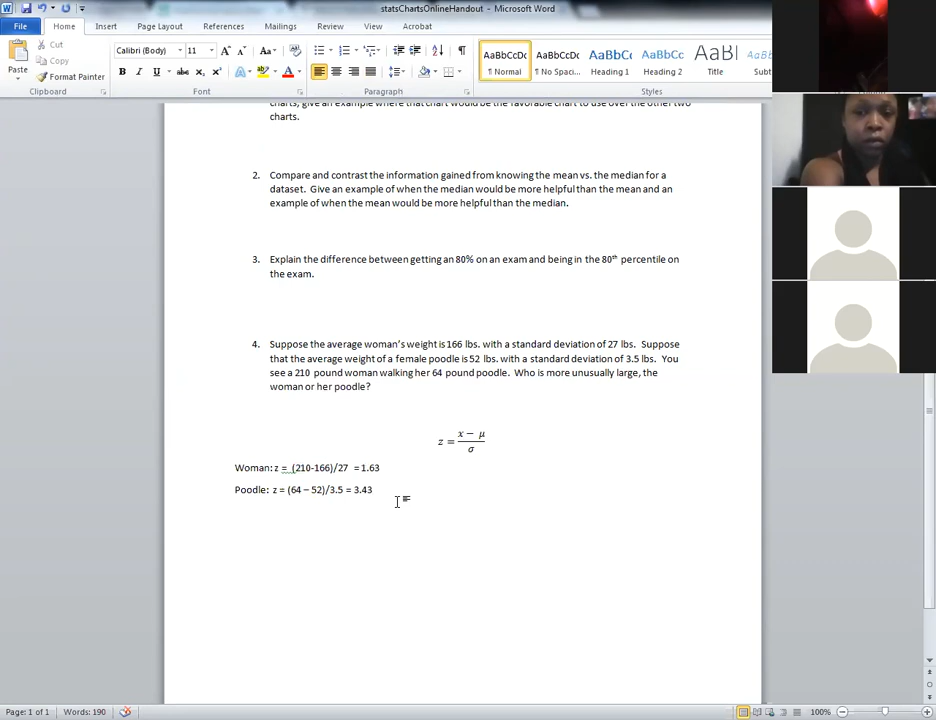 statsChartsOnlineHandout - Microsoft Word
File Home Insert Page Layout References Mailings Review View Acrobat
Paste
Cut
Copy
Format Painter
Clipboard
Calibri (Body) 11
Font
Paragraph
AaBbCcDc AaBbCcDc AaBbC AaBbCc AaBl AaBbCc.
¶ Normal ¶ No Spaci... Heading 1 Heading 2 Title Subt
Styles
charts, give an example where that chart would be the favorable chart to use over the other two
charts.
2. Compare and contrast the information gained from knowing the mean vs. the median for a
dataset. Give an example of when the median would be more helpful than the mean and an
example of when the mean would be more helpful than the median.
3. Explain the difference between getting an 80% on an exam and being in the 80th percentile on
the exam.
4. Suppose the average woman's weight is 166 lbs. with a standard deviation of 27 lbs. Suppose
that the average weight of a female poodle is 52 lbs. with a standard deviation of 3.5 lbs. You
see a 210 pound woman walking her 64 pound poodle. Who is more unusually large, the
woman or her poodle?
z = x − μ / σ
Woman: z = (210-166)/27 = 1.63
Poodle: z = (64 – 52)/3.5 = 3.43
Page: 1 of 1 Words: 190 100%